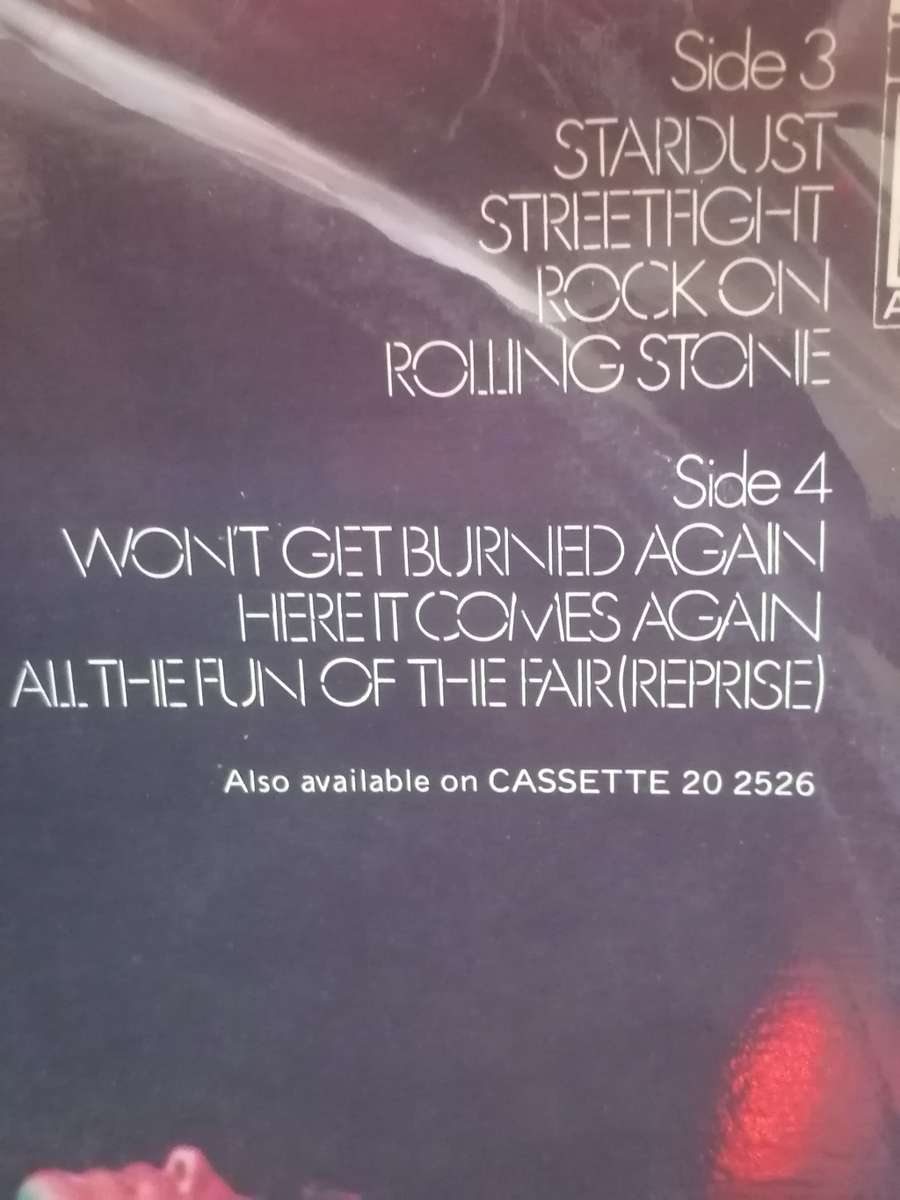 Side 3
STARDUST
STREETFIGHT
ROCK ON
ROLLING STONE
Side 4
WON'T GET BURNED AGAIN
HERE IT COMES AGAIN
ALL THE FUN OF THE FAIR (REPRISE)
Also available on CASSETTE 20 2526